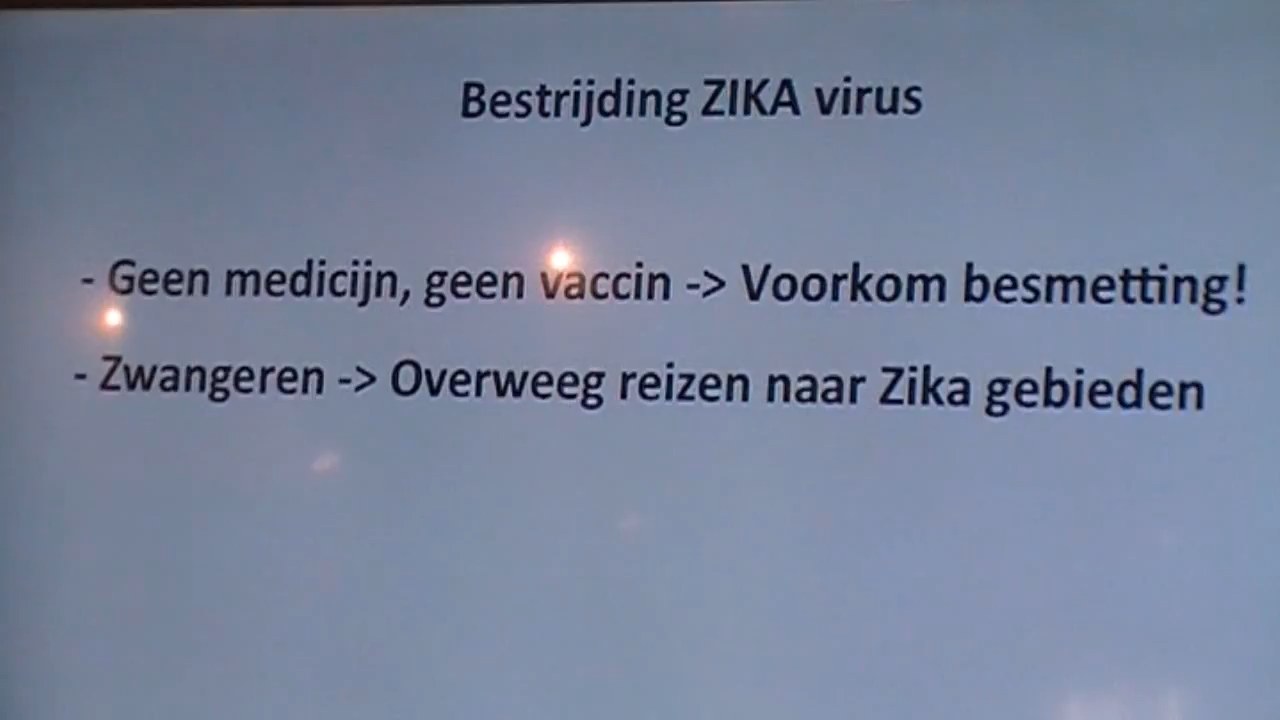 Bestrijding ZIKA virus
- Geen medicijn, geen vaccin -> Voorkom besmetting!
- Zwangeren -> Overweeg reizen naar Zika gebieden